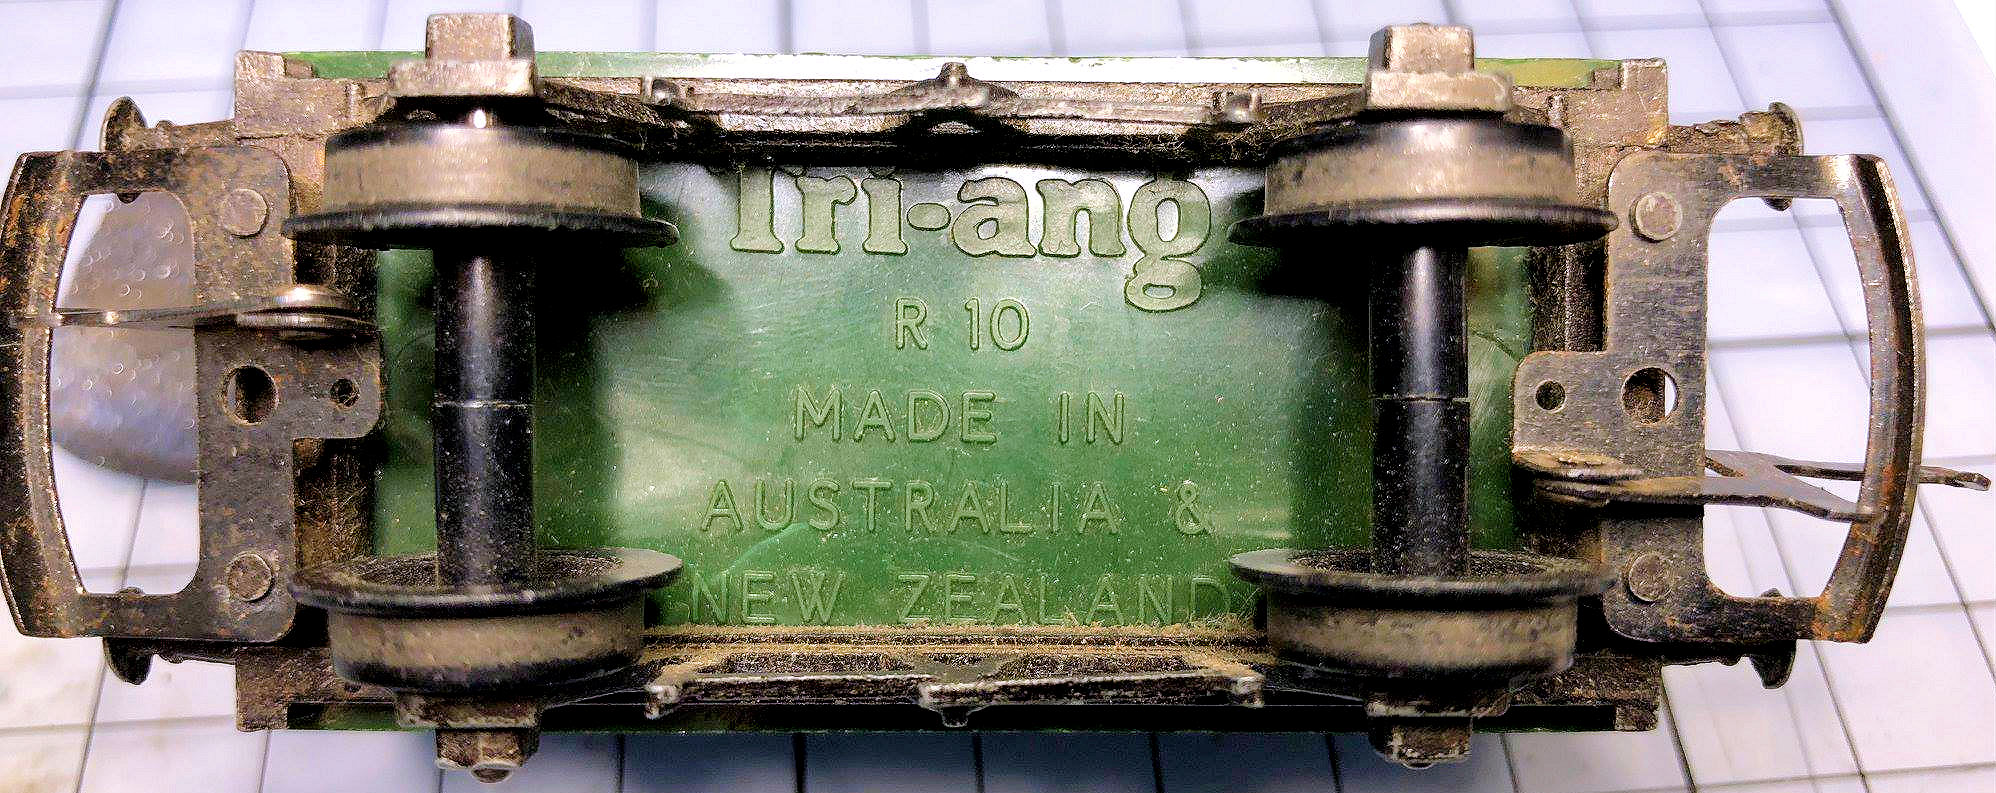 Tri-ang
R 10
MADE IN
AUSTRALIA &
NEW ZEALAND